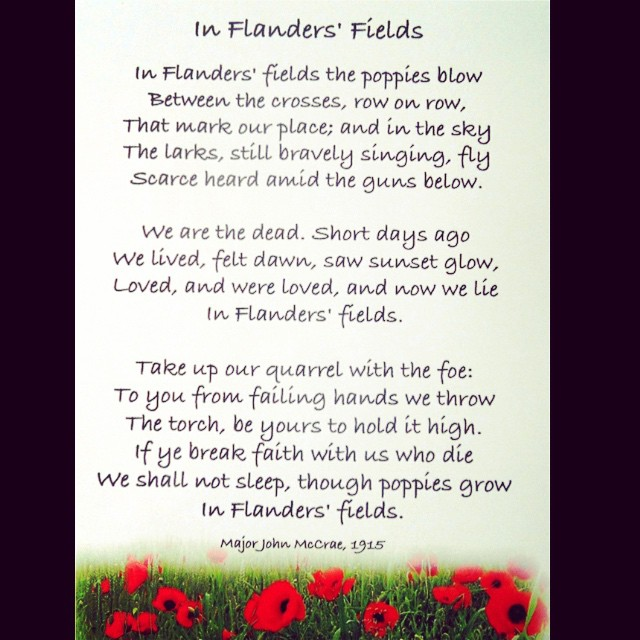 In Flanders' Fields
In Flanders' fields the poppies blow
Between the crosses, row on row,
That mark our place; and in the sky
The larks, still bravely singing, fly
Scarce heard amid the guns below.
We are the dead. Short days ago
We lived, felt dawn, saw sunset glow,
Loved, and were loved, and now we lie
In Flanders' fields.
Take up our quarrel with the foe:
To you from failing hands we throw
The torch, be yours to hold it high.
If ye break faith with us who die
We shall not sleep, though poppies grow
In Flanders' fields.
Major John McCrae, 1915